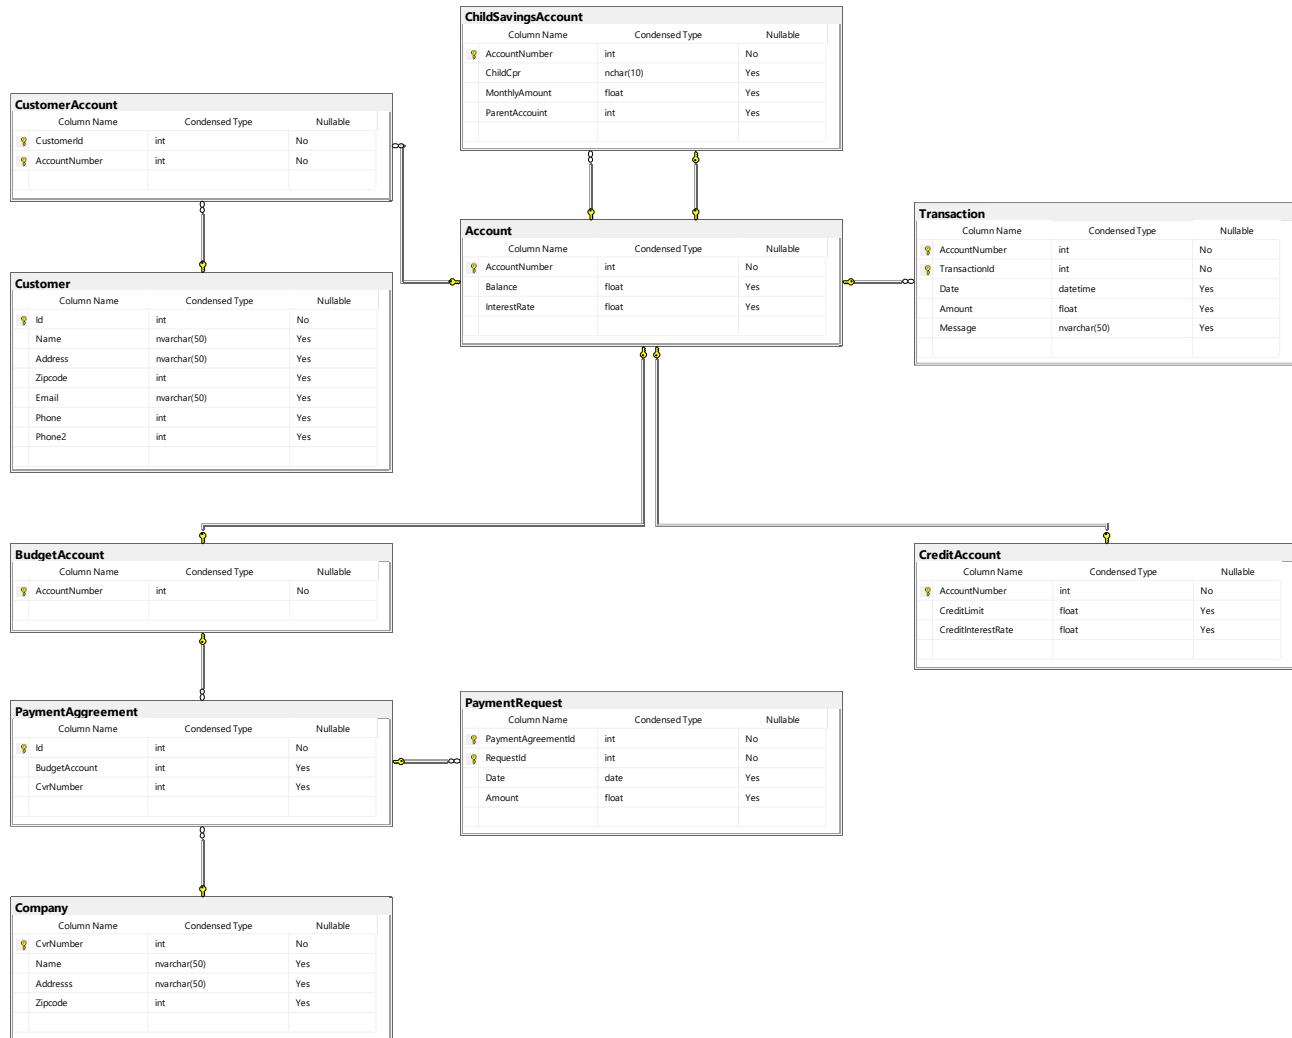 ChildSavingsAccount
Column Name Condensed Type Nullable
AccountNumber int No
ChildCpr nchar(10) Yes
MonthlyAmount float Yes
ParentAccouint int Yes
CustomerAccount
Column Name Condensed Type Nullable
CustomerId int No
AccountNumber int No
Account
Column Name Condensed Type Nullable
AccountNumber int No
Balance float Yes
InterestRate float Yes
Transaction
Column Name Condensed Type Nullable
AccountNumber int No
TransactionId int No
Date datetime Yes
Amount float Yes
Message nvarchar(50) Yes
Customer
Column Name Condensed Type Nullable
Id int No
Name nvarchar(50) Yes
Address nvarchar(50) Yes
Zipcode int Yes
Email nvarchar(50) Yes
Phone int Yes
Phone2 int Yes
BudgetAccount
Column Name Condensed Type Nullable
AccountNumber int No
CreditAccount
Column Name Condensed Type Nullable
AccountNumber int No
CreditLimit float Yes
CreditInterestRate float Yes
PaymentAggreement
Column Name Condensed Type Nullable
Id int No
BudgetAccount int Yes
CvrNumber int Yes
PaymentRequest
Column Name Condensed Type Nullable
PaymentAgreementId int No
RequestId int No
Date date Yes
Amount float Yes
Company
Column Name Condensed Type Nullable
CvrNumber int No
Name nvarchar(50) Yes
Addresss nvarchar(50) Yes
Zipcode int Yes